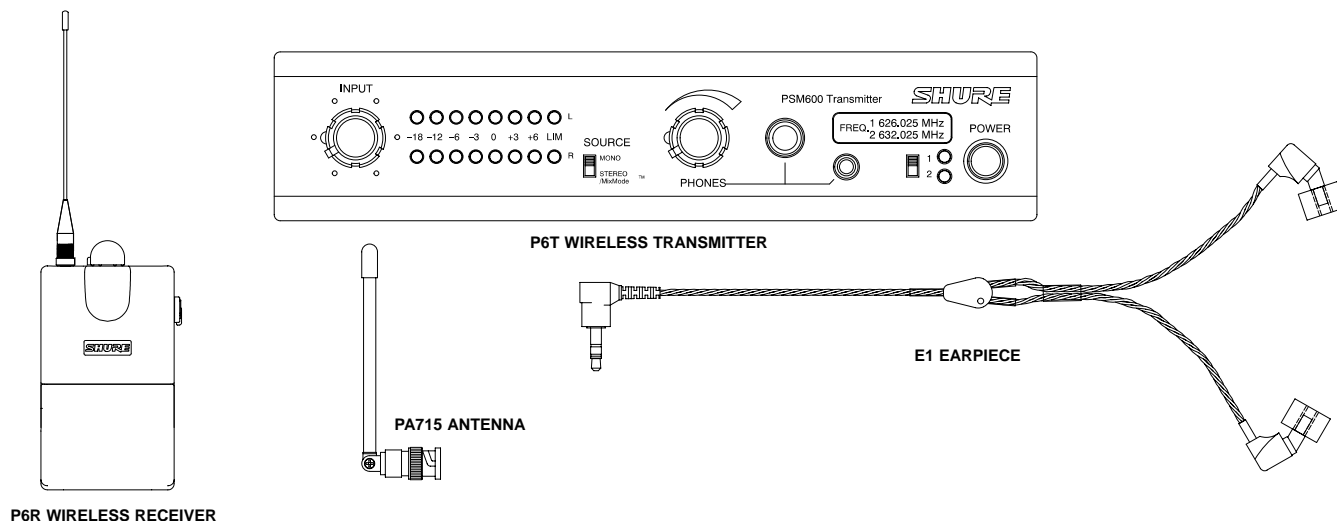 INPUT
L
–18 –12 –6 –3 0 +3 +6 LIM
R
SOURCE
MONO
STEREO
/MixMode ™
PHONES
PSM600 Transmitter
SHURE
FREQ. 1 626.025 MHz
2 632.025 MHz
1
2
POWER
P6T WIRELESS TRANSMITTER
SHURE
E1 EARPIECE
PA715 ANTENNA
P6R WIRELESS RECEIVER